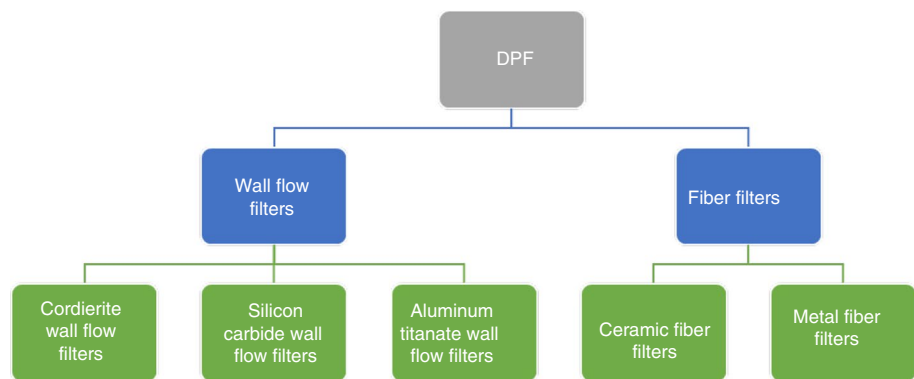 DPF
Wall flow
filters
Fiber filters
Cordierite
wall flow
filters
Silicon
carbide wall
flow filters
Aluminum
titanate wall
flow filters
Ceramic fiber
filters
Metal fiber
filters